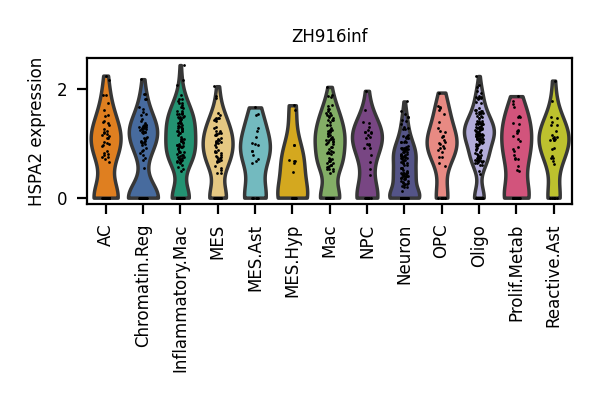 ZH916inf
HSPA2 expression
2
0
AC
Chromatin.Reg
Inflammatory.Mac
MES
MES.Ast
MES.Hyp
Mac
NPC
Neuron
OPC
Oligo
Prolif.Metab
Reactive.Ast